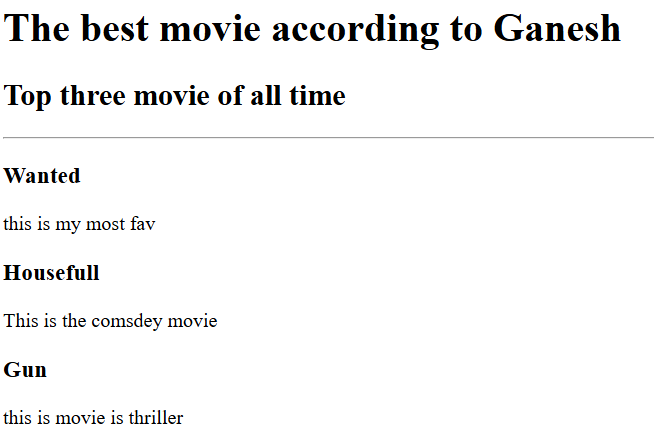 The best movie according to Ganesh
Top three movie of all time
Wanted
this is my most fav
Housefull
This is the comsdey movie
Gun
this is movie is thriller